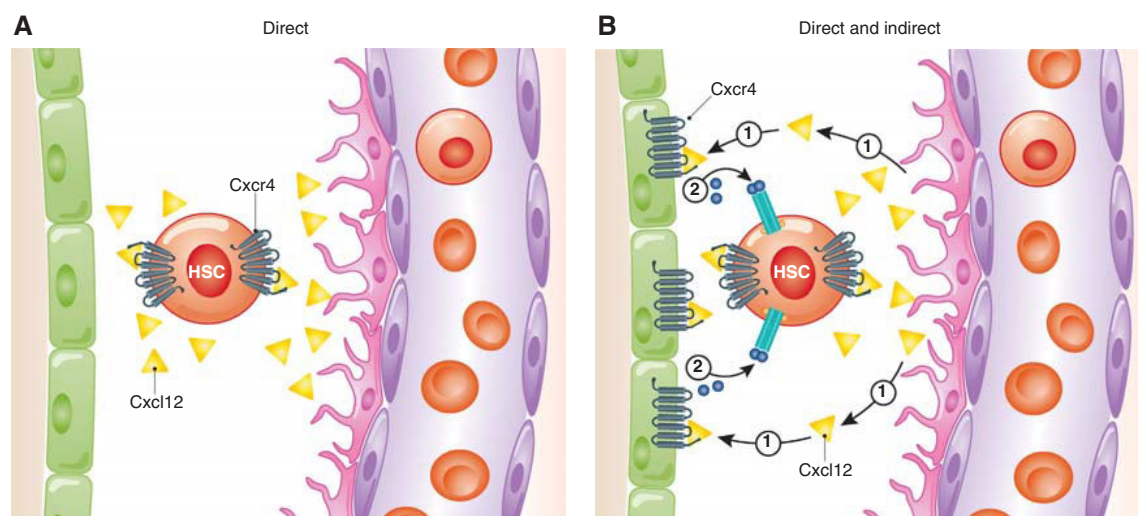 A
Direct
Cxcr4
HSC
Cxcl12
B
Direct and indirect
Cxcr4
1
1
2
HSC
2
1
1
Cxcl12